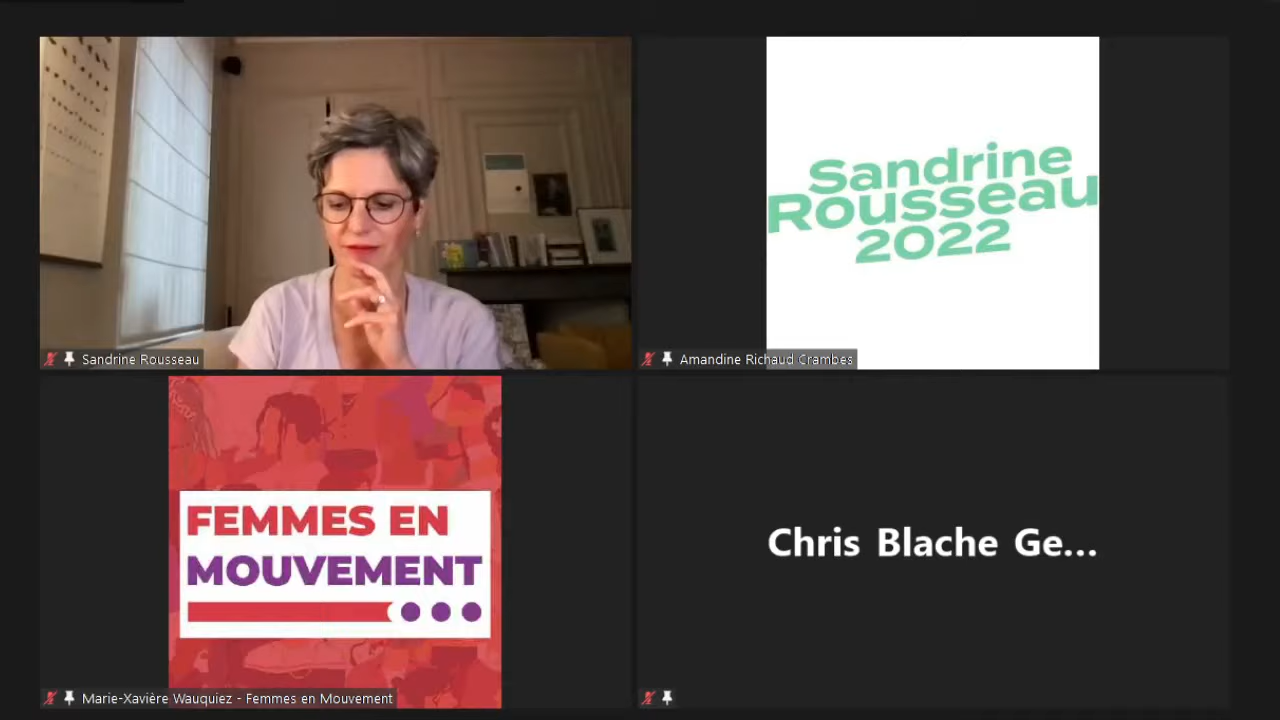 Sandrine
Rousseau
2022
Sandrine Rousseau
Amandine Richaud Crambes
FEMMES EN
MOUVEMENT
Chris Blache Ge...
Marie-Xavière Wauquiez - Femmes en Mouvement